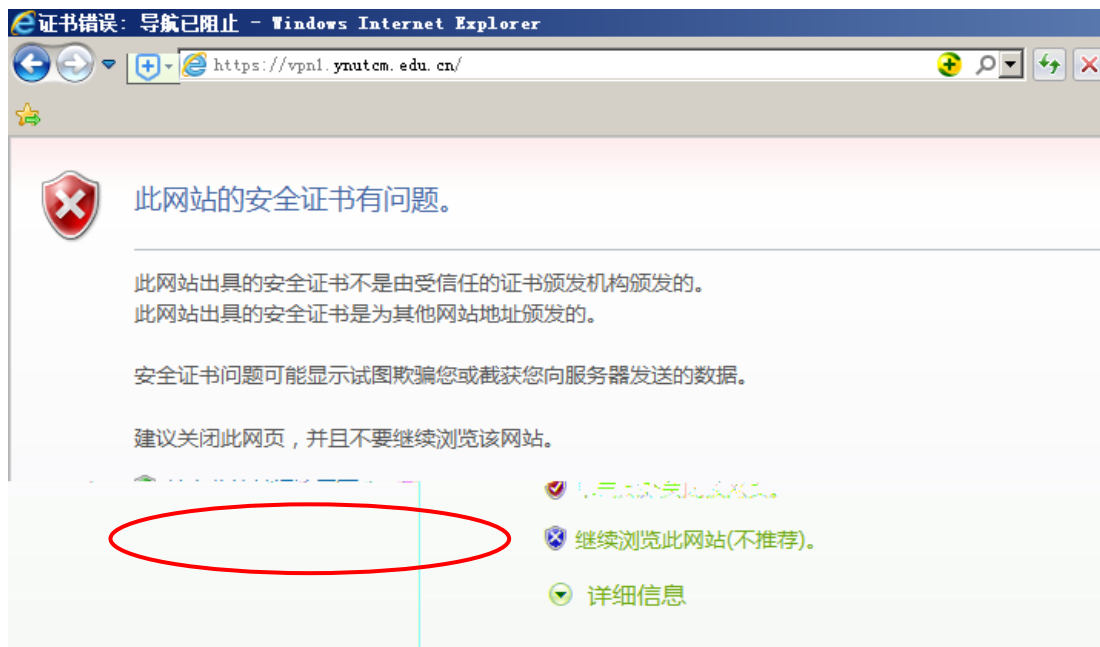 证书错误: 导航已阻止 - Windows Internet Explorer
https://vpn1.ynutcm.edu.cn/
此网站的安全证书有问题。
此网站出具的安全证书不是由受信任的证书颁发机构颁发的。
此网站出具的安全证书是为其他网站地址颁发的。
安全证书问题可能显示试图欺骗您或截获您向服务器发送的数据。
建议关闭此网页，并且不要继续浏览该网站。
继续浏览此网站(不推荐)。
详细信息